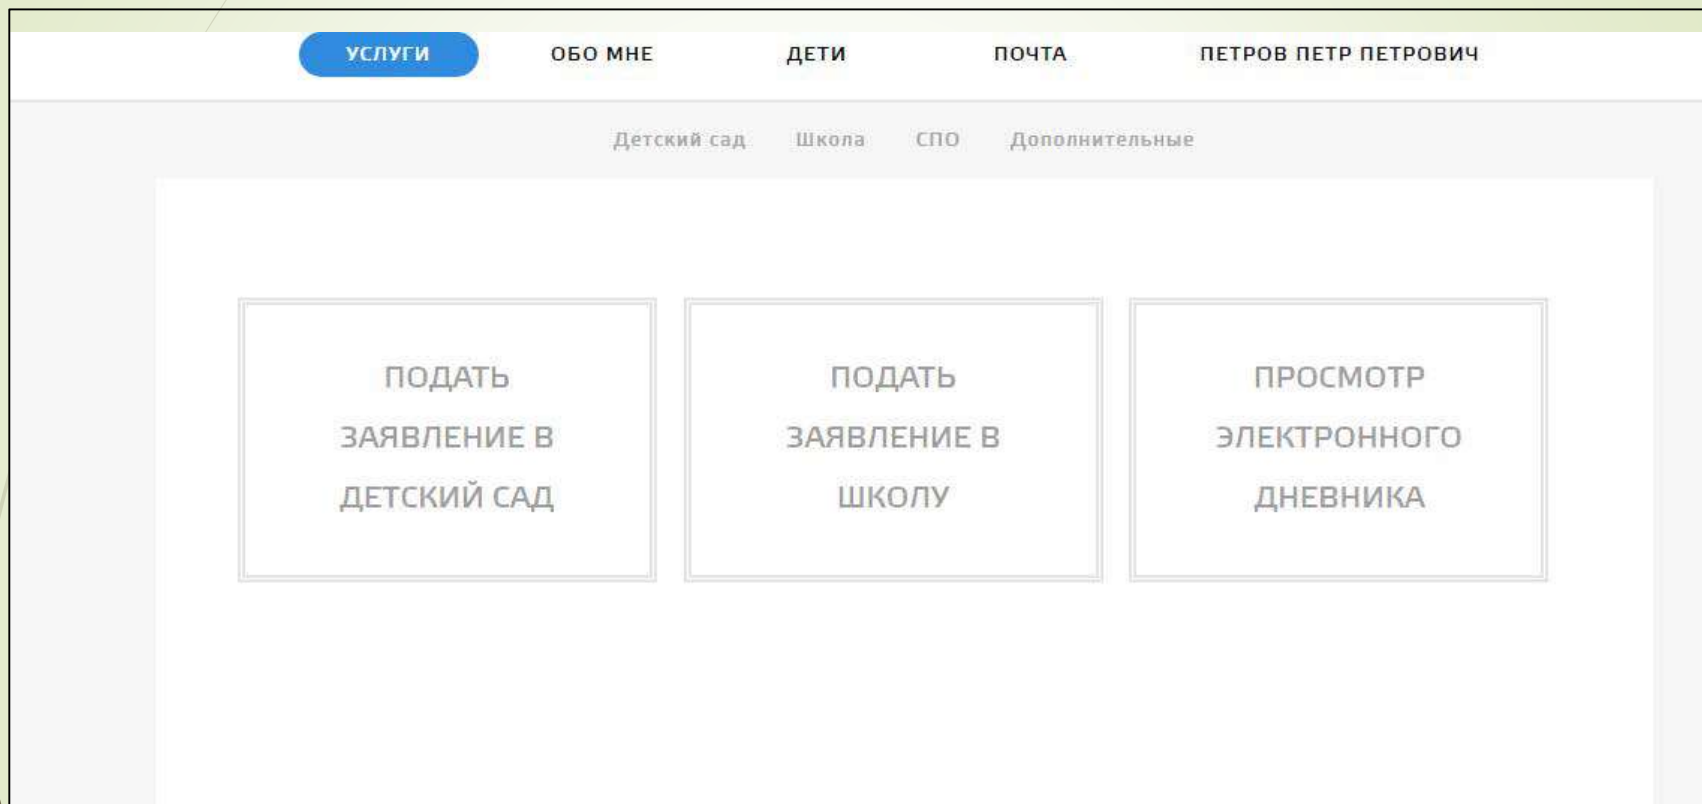 УСЛУГИ ОБО МНЕ ДЕТИ ПОЧТА ПЕТРОВ ПЕТР ПЕТРОВИЧ
Детский сад Школа СПО Дополнительные
ПОДАТЬ
ЗАЯВЛЕНИЕ В
ДЕТСКИЙ САД
ПОДАТЬ
ЗАЯВЛЕНИЕ В
ШКОЛУ
ПРОСМОТР
ЭЛЕКТРОННОГО
ДНЕВНИКА